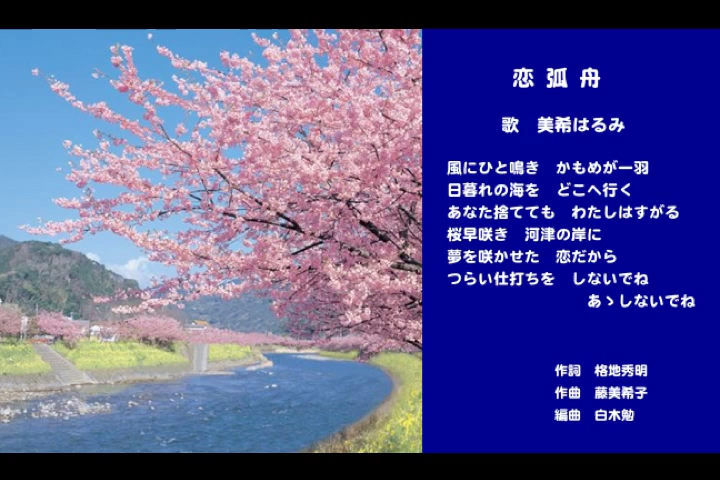 恋弧舟
歌　美希はるみ
風にひと鳴き　かもめが一羽
日暮れの海を　どこへ行く
あなた捨てても　わたしはすがる
桜早咲き　河津の岸に
夢を咲かせた　恋だから
つらい仕打ちを　しないでね
あゝしないでね
作詞　格地秀明
作曲　藤美希子
編曲　白木勉